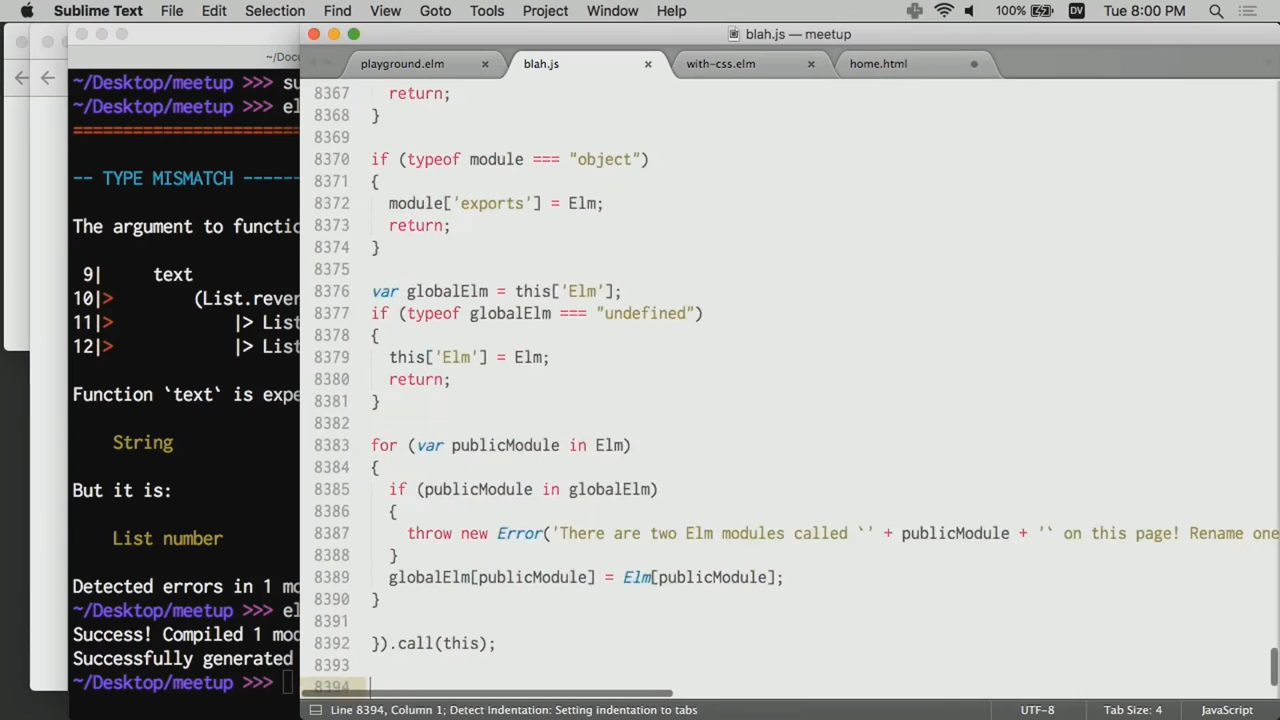 Sublime Text File Edit Selection Find View Goto Tools Project Window Help 100% DV Tue 8:00 PM
blah.js — meetup
~/Docu
playground.elm × blah.js × with-css.elm × home.html
~/Desktop/meetup >>> su
~/Desktop/meetup >>> el
========================
-- TYPE MISMATCH ------
The argument to functio
9| text
10|> (List.rever
11|> |> List
12|> |> List
Function `text` is expe
String
But it is:
List number
Detected errors in 1 mo
~/Desktop/meetup >>> el
Success! Compiled 1 mod
Successfully generated
~/Desktop/meetup >>>
8367 return;
8368 }
8369
8370 if (typeof module === "object")
8371 {
8372 module['exports'] = Elm;
8373 return;
8374 }
8375
8376 var globalElm = this['Elm'];
8377 if (typeof globalElm === "undefined")
8378 {
8379 this['Elm'] = Elm;
8380 return;
8381 }
8382
8383 for (var publicModule in Elm)
8384 {
8385 if (publicModule in globalElm)
8386 {
8387 throw new Error('There are two Elm modules called `' + publicModule + '` on this page! Rename one
8388 }
8389 globalElm[publicModule] = Elm[publicModule];
8390 }
8391
8392 }).call(this);
8393
8394
Line 8394, Column 1; Detect Indentation: Setting indentation to tabs UTF-8 Tab Size: 4 JavaScript